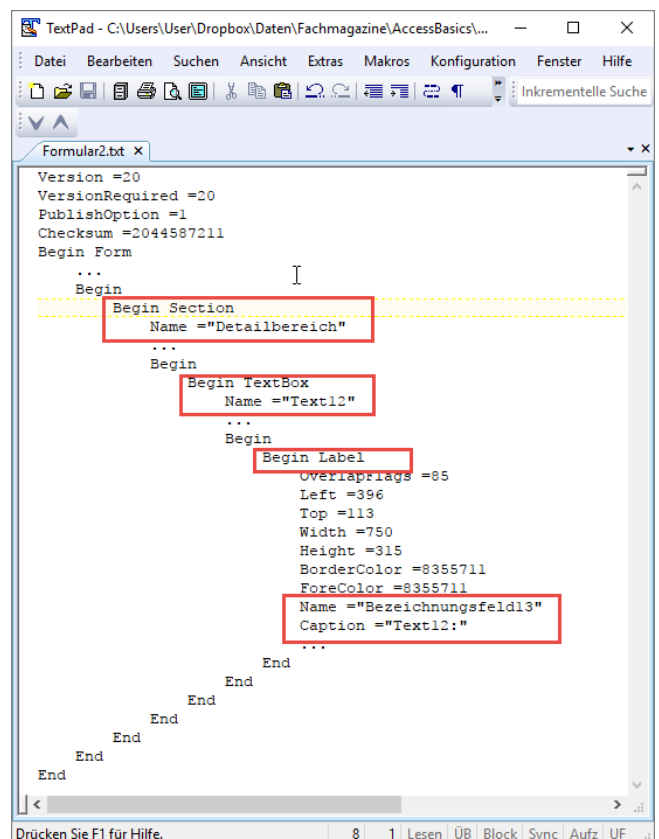 TextPad - C:\Users\User\Dropbox\Daten\Fachmagazine\AccessBasics\...
Datei Bearbeiten Suchen Ansicht Extras Makros Konfiguration Fenster Hilfe
Inkrementelle Suche
Formular2.txt
Version =20
VersionRequired =20
PublishOption =1
Checksum =2044587211
Begin Form
...
Begin
Begin Section
Name ="Detailbereich"
...
Begin
Begin TextBox
Name ="Text12"
...
Begin
Begin Label
OverlapFlags =85
Left =396
Top =113
Width =750
Height =315
BorderColor =8355711
ForeColor =8355711
Name ="Bezeichnungsfeld13"
Caption ="Text12:"
...
End
End
End
End
End
End
End
Drücken Sie F1 für Hilfe. 8 1 Lesen ÜB Block Sync Aufz UF